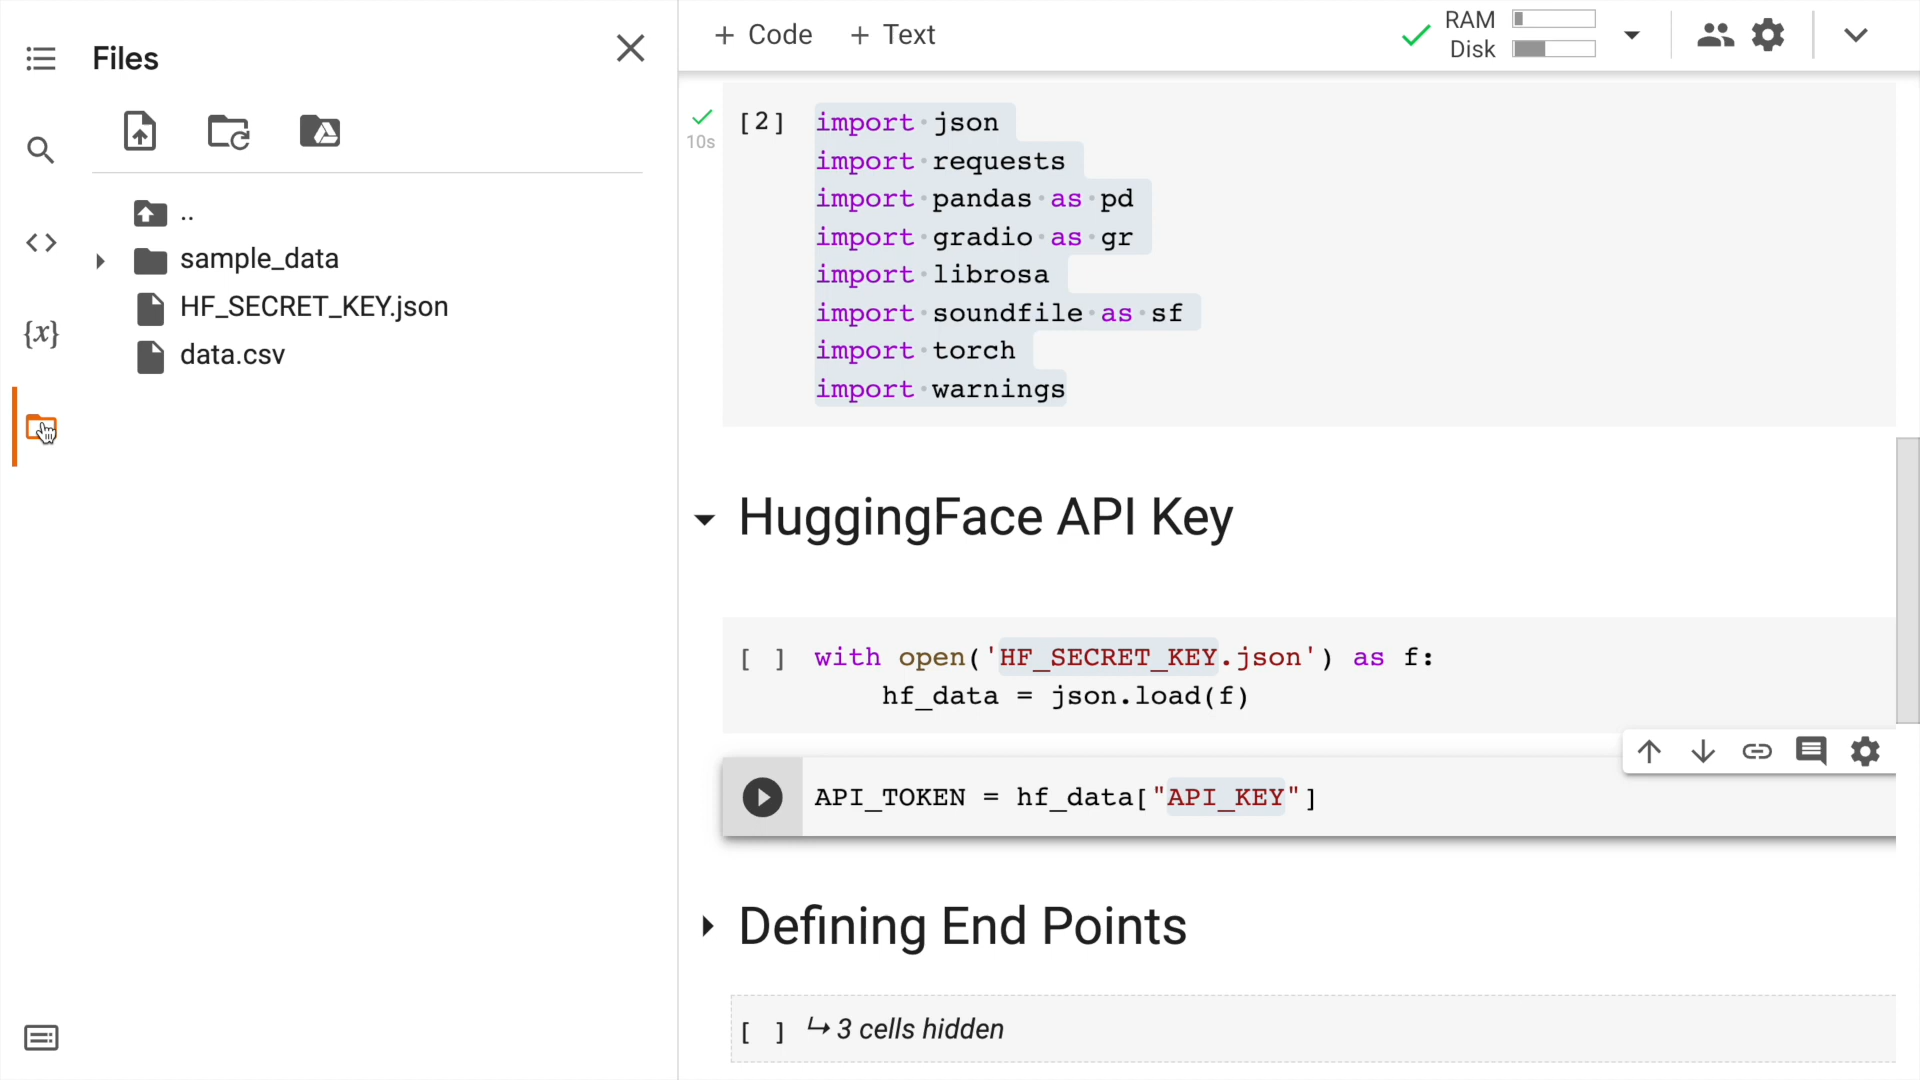 Files
..
sample_data
HF_SECRET_KEY.json
data.csv
{x}
+ Code + Text
RAM
Disk
10s
[2] import json
import requests
import pandas as pd
import gradio as gr
import librosa
import soundfile as sf
import torch
import warnings
HuggingFace API Key
[ ] with open('HF_SECRET_KEY.json') as f:
hf_data = json.load(f)
API_TOKEN = hf_data["API_KEY"]
Defining End Points
[ ] ↳ 3 cells hidden